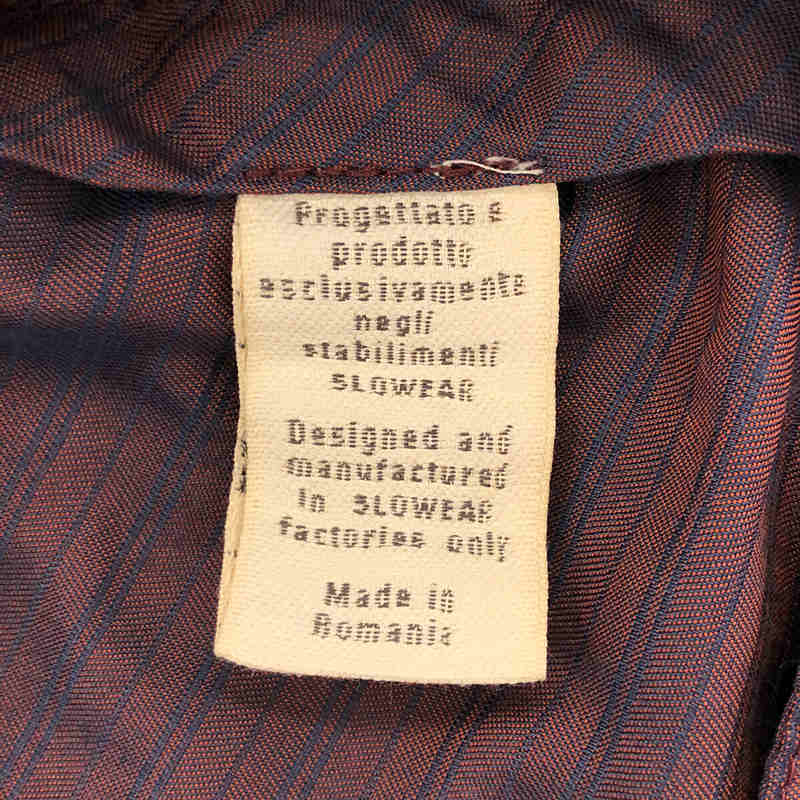 Progettato e
prodotto
esclusivamente
negli
stabilimenti
SLOWEAR
Designed and
manufactured
in SLOWEAR
factories only
Made in
Romania